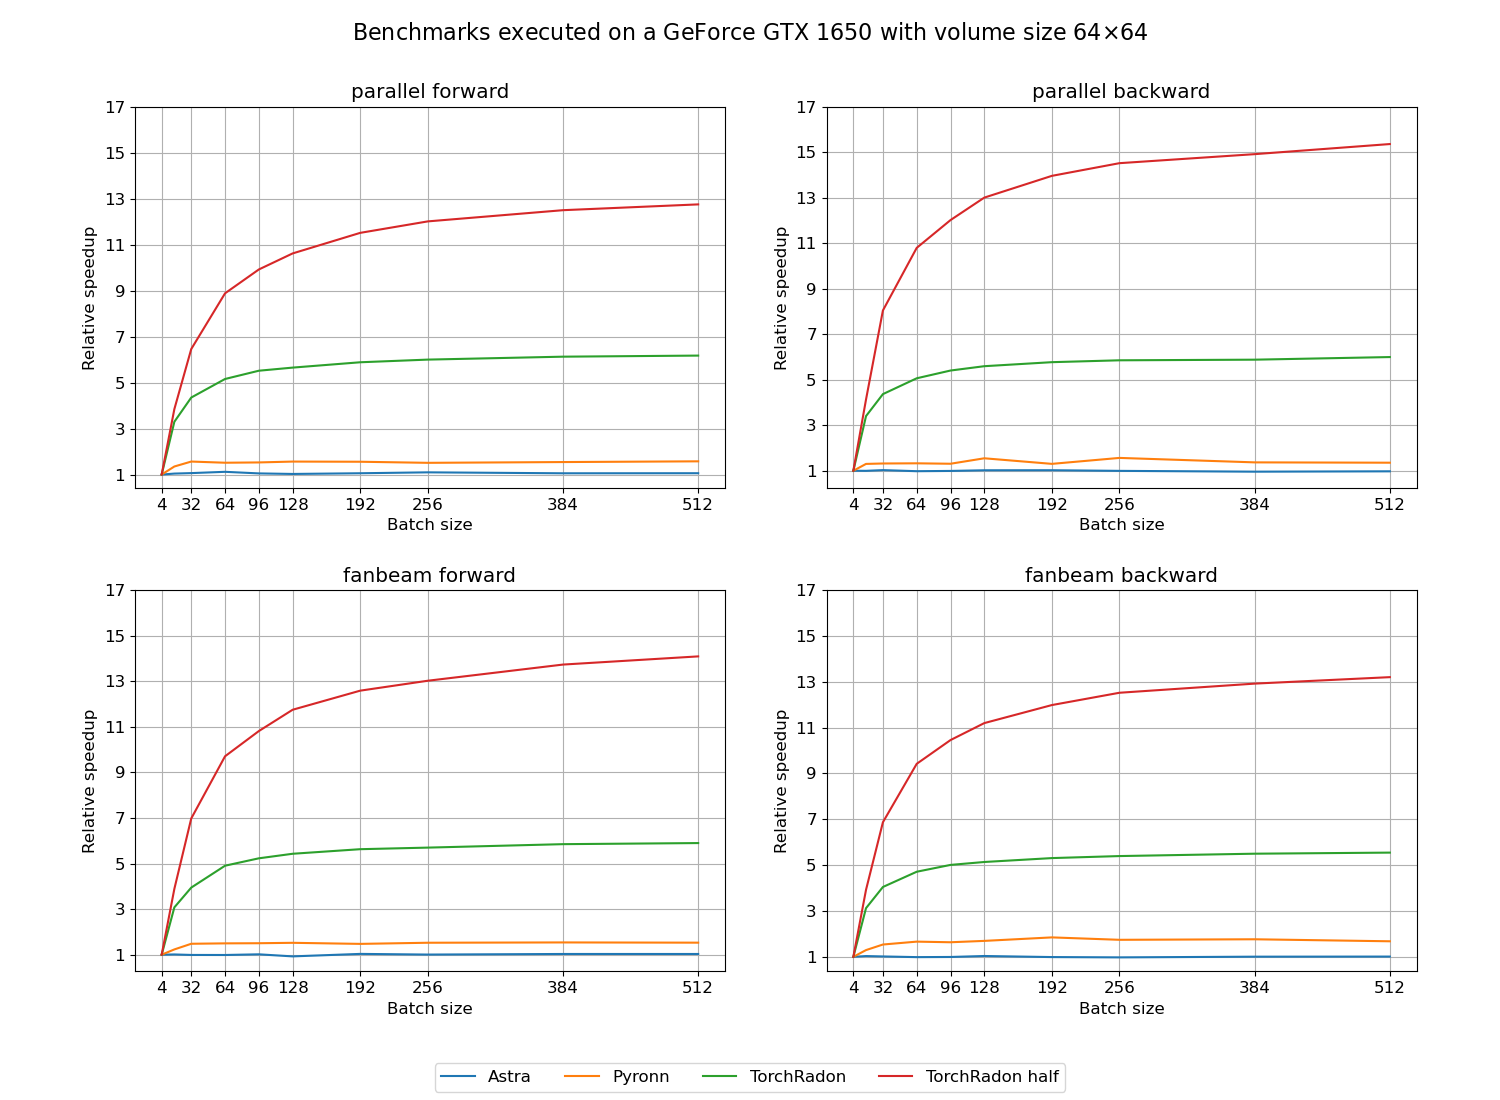 Benchmarks executed on a GeForce GTX 1650 with volume size 64×64
parallel forward
17
15
13
11
9
7
5
3
1
Relative speedup
4 32 64 96 128 192 256 384 512
Batch size
parallel backward
17
15
13
11
9
7
5
3
1
Relative speedup
4 32 64 96 128 192 256 384 512
Batch size
fanbeam forward
17
15
13
11
9
7
5
3
1
Relative speedup
4 32 64 96 128 192 256 384 512
Batch size
fanbeam backward
17
15
13
11
9
7
5
3
1
Relative speedup
4 32 64 96 128 192 256 384 512
Batch size
Astra Pyronn TorchRadon TorchRadon half